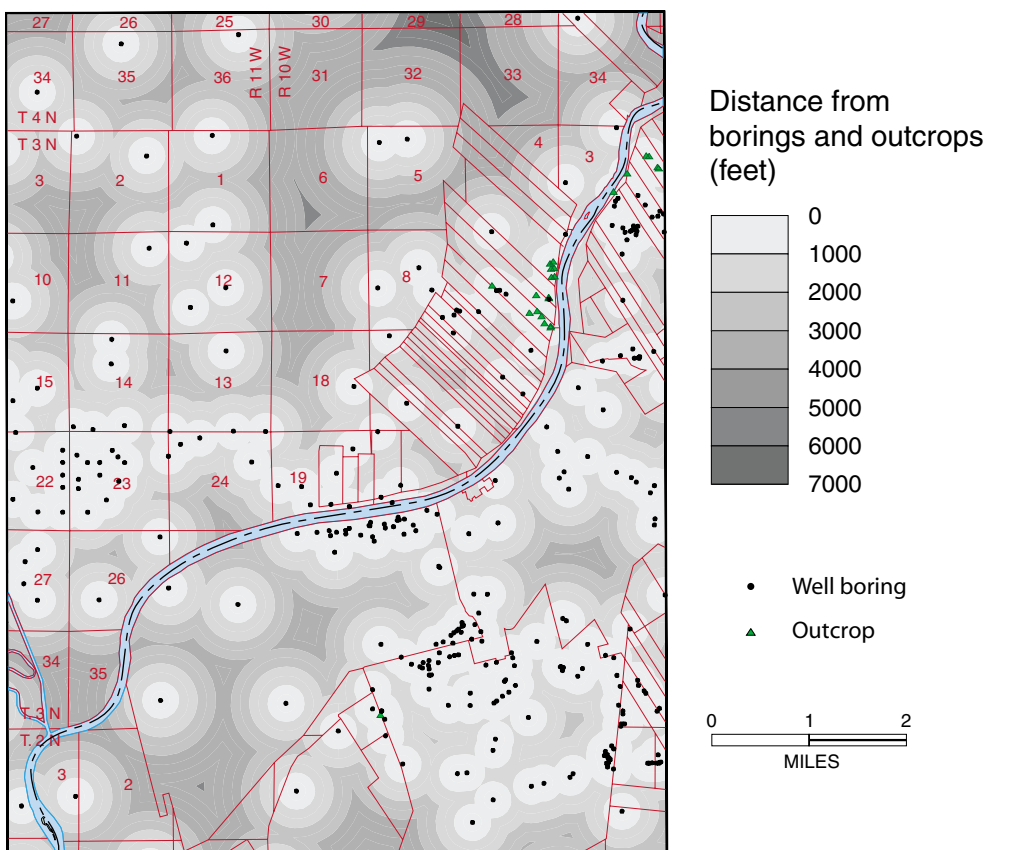 27 26 25 30 29 28
34 35 36 R 11 W R 10 W 31 32 33 34
T 4 N
T 3 N
3 2 1 6 5 4 3
10 11 12 7 8
15 14 13 18
22 23 24 19
27 26
34 35
T. 3 N
T. 2 N
3 2
Distance from
borings and outcrops
(feet)
0
1000
2000
3000
4000
5000
6000
7000
Well boring
Outcrop
0 1 2
MILES